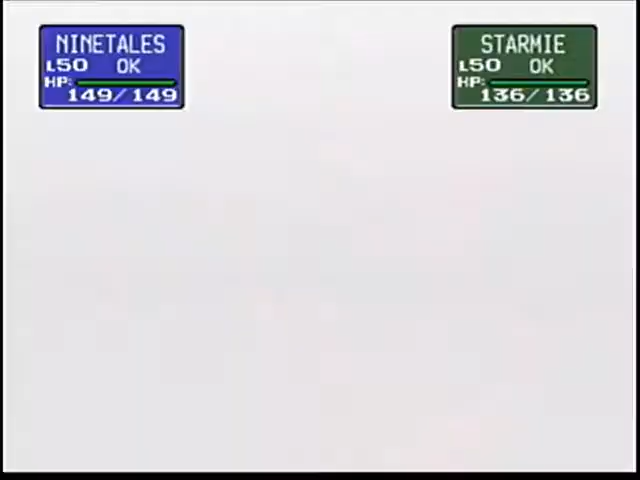 NINETALES
L50 OK
HP:
149/149
STARMIE
L50 OK
HP:
136/136